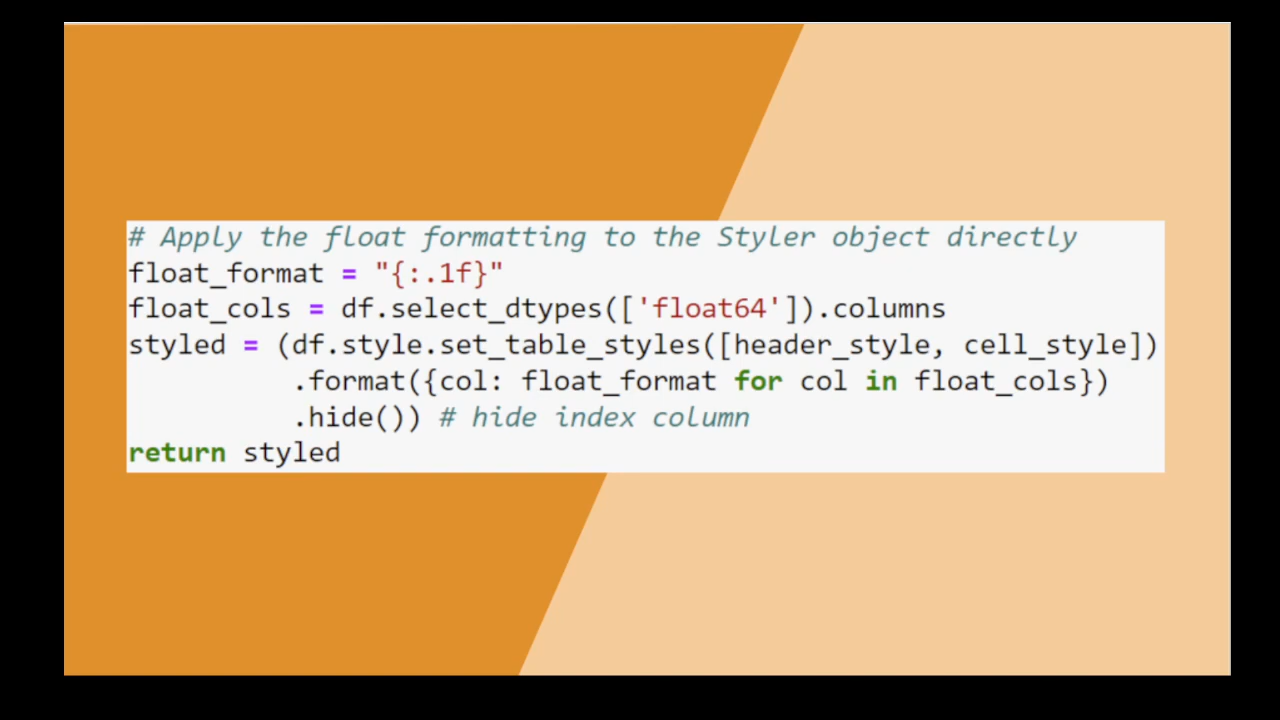 # Apply the float formatting to the Styler object directly
float_format = "{:.1f}"
float_cols = df.select_dtypes(['float64']).columns
styled = (df.style.set_table_styles([header_style, cell_style])
          .format({col: float_format for col in float_cols})
          .hide()) # hide index column
return styled